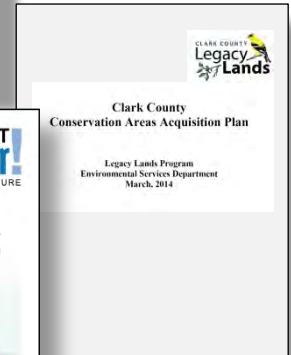 CLARK COUNTY
Legacy
Lands
Clark County
Conservation Areas Acquisition Plan
Legacy Lands Program
Environmental Services Department
March, 2014
T
!
URE